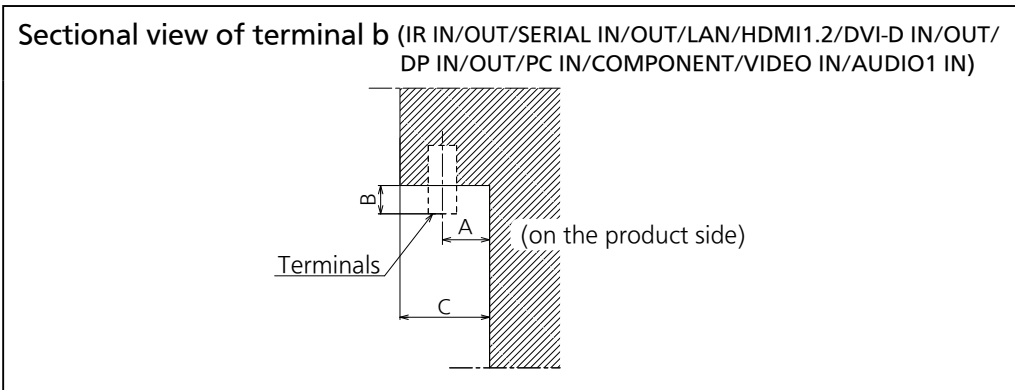 Sectional view of terminal b (IR IN/OUT/SERIAL IN/OUT/LAN/HDMI1.2/DVI-D IN/OUT/
DP IN/OUT/PC IN/COMPONENT/VIDEO IN/AUDIO1 IN)
B
A
(on the product side)
Terminals
C